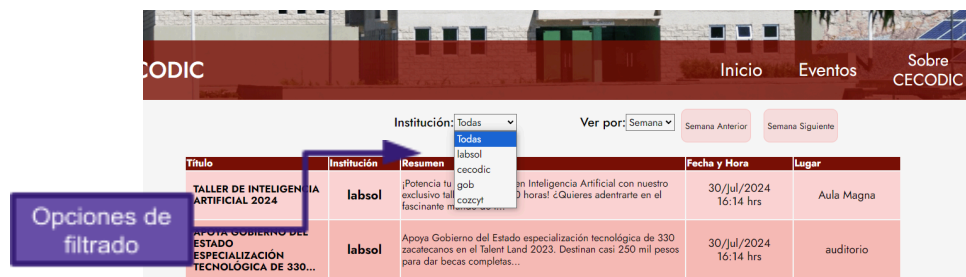 CODIC
Inicio
Eventos
Sobre
CECODIC
Institución: Todas
Ver por: Semana
Semana Anterior
Semana Siguiente
Todas
labsol
cecodic
gob
cozcyt
Título
Institución
Resumen
Fecha y Hora
Lugar
TALLER DE INTELIGENCIA
ARTIFICIAL 2024
labsol
¡Potencia tu en Inteligencia Artificial con nuestro
exclusivo horas! ¿Quieres adentrarte en el
fascinante
30/Jul/2024
16:14 hrs
Aula Magna
APOYA GOBIERNO DEL
ESTADO
ESPECIALIZACIÓN
TECNOLÓGICA DE 330...
labsol
Apoya Gobierno del Estado especialización tecnológica de 330
zacatecanos en el Talent Land 2023. Destinan casi 250 mil pesos
para dar becas completas...
30/Jul/2024
16:14 hrs
auditorio
Opciones de
filtrado